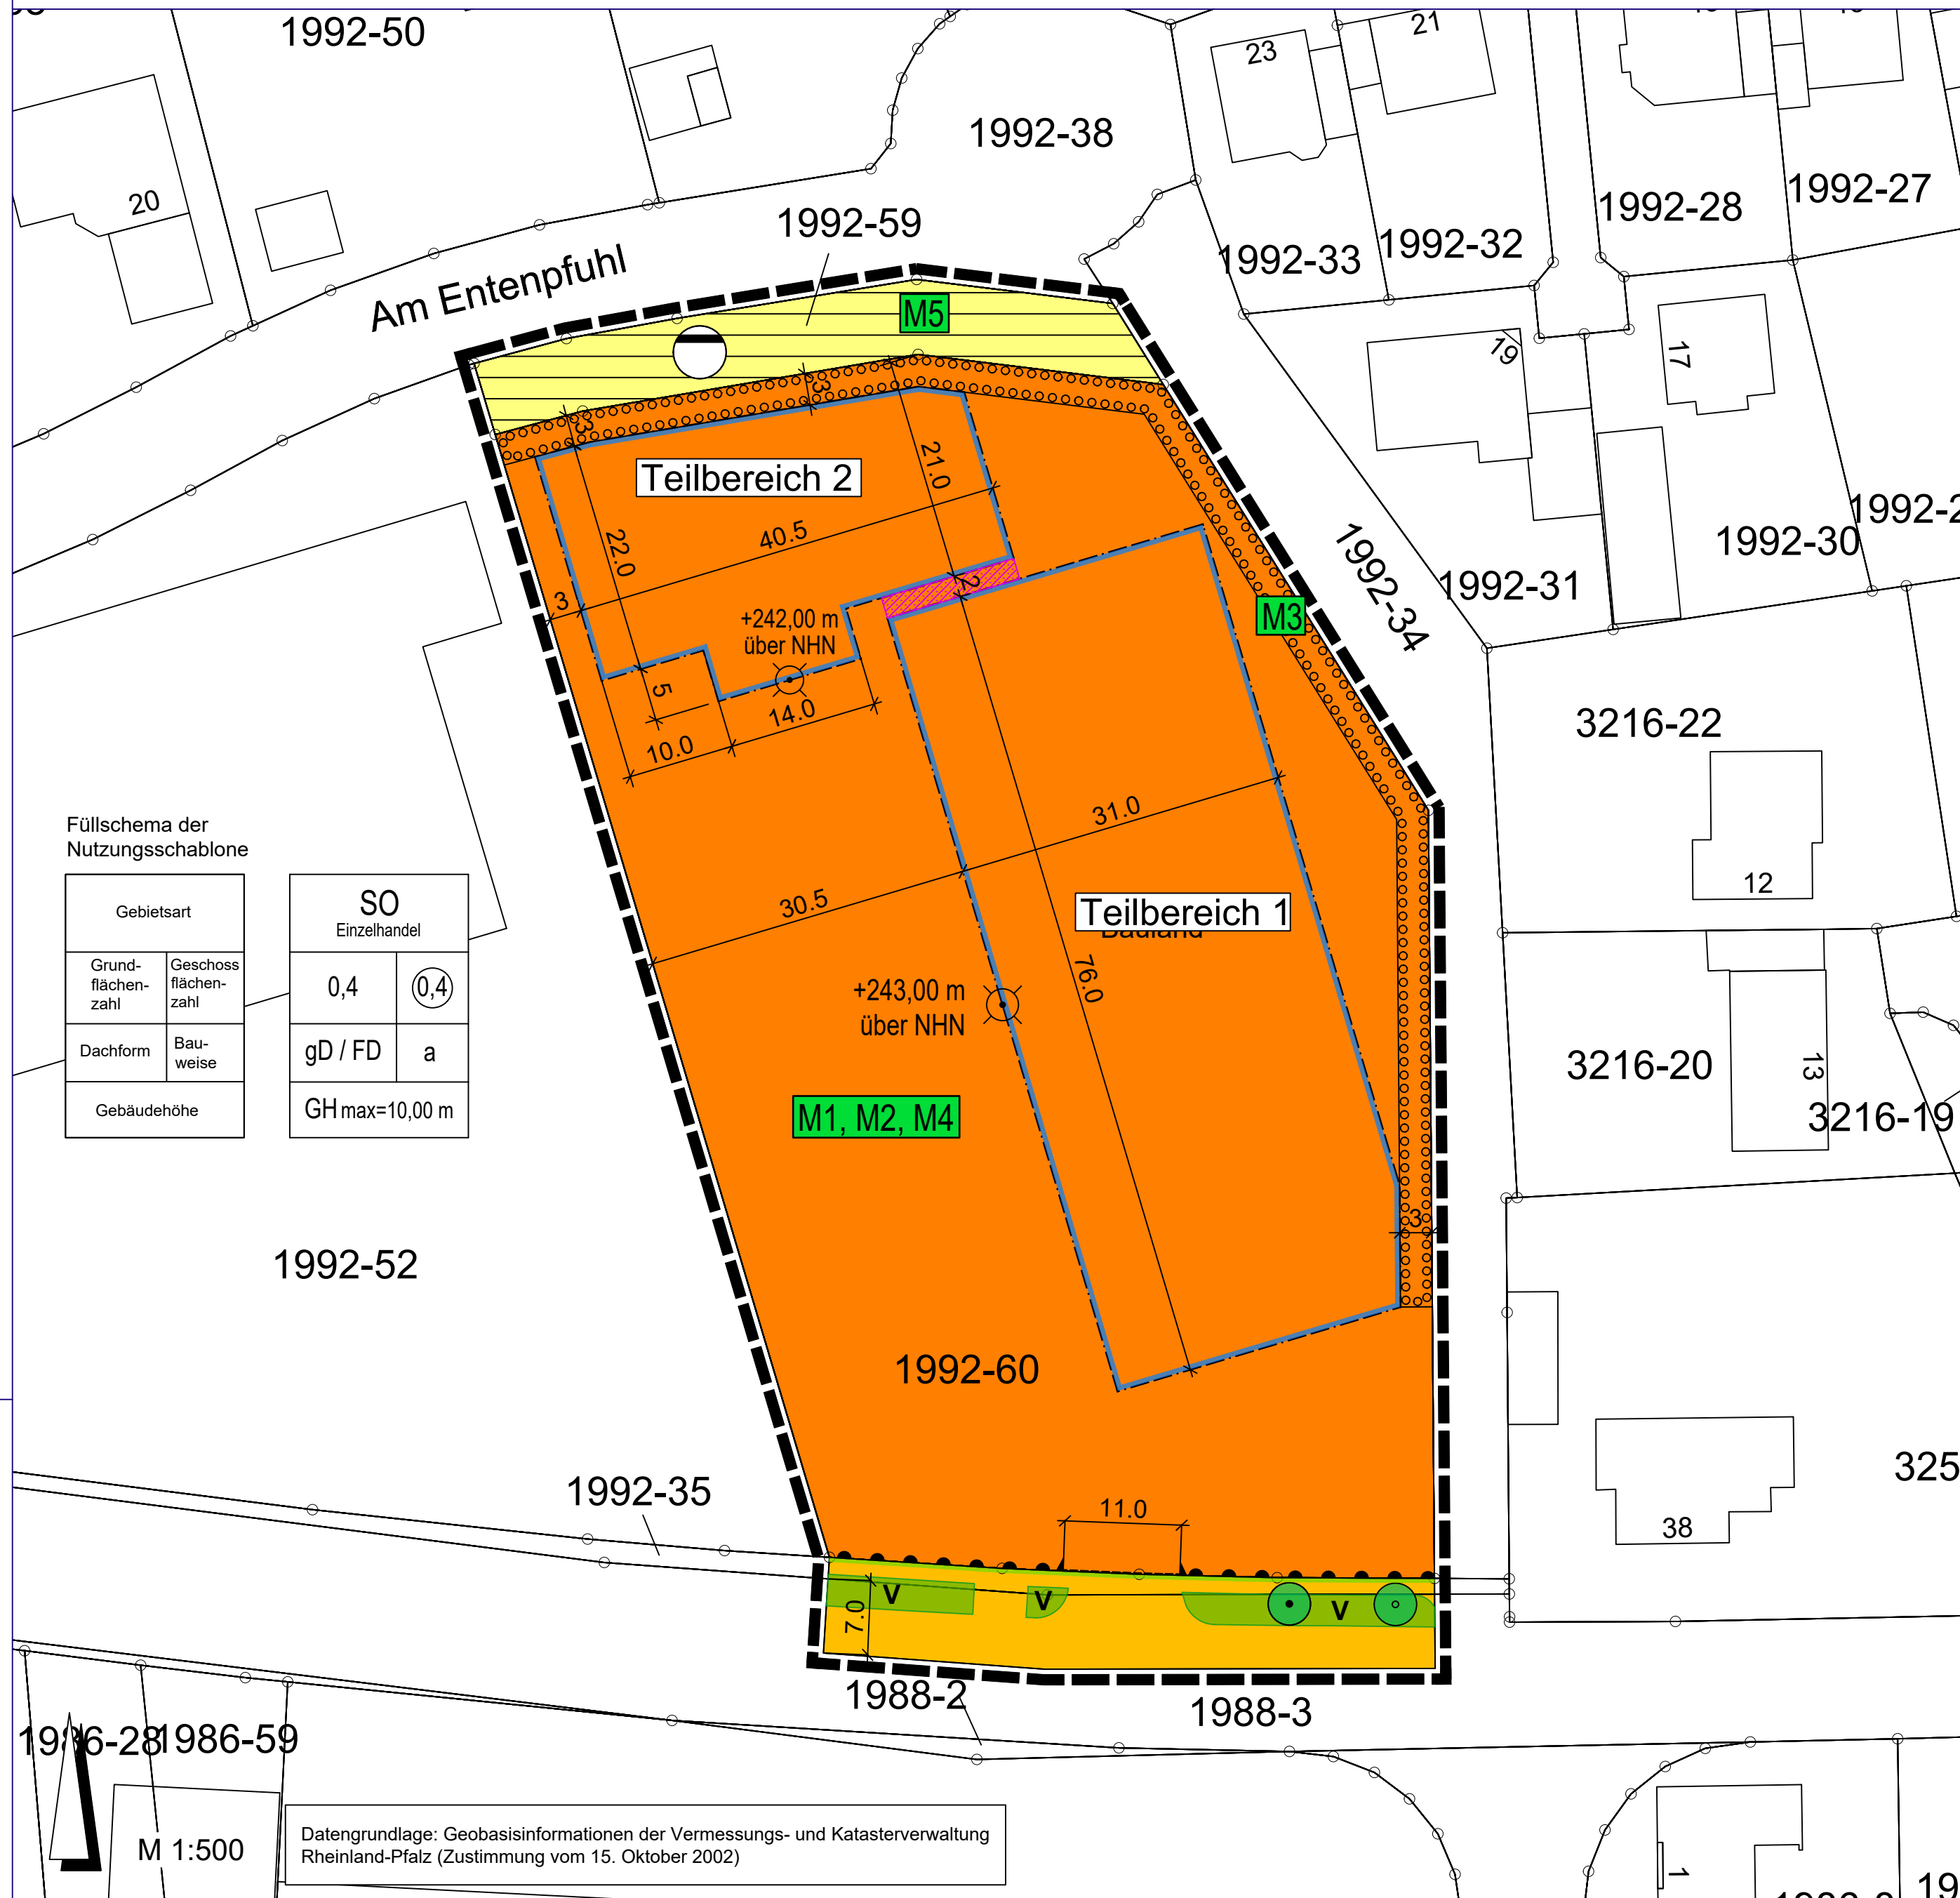 1992-50
20
23
21
1992-38
1992-59
1992-33
1992-32
1992-28
1992-27
Am Entenpfuhl
M5
3
3
19
17
Teilbereich 2
21.0
22.0
40.5
1992-34
1992-30
1992-31
3
2
M3
+242,00 m
über NHN
5
14.0
10.0
3216-22
31.0
12
30.5
Teilbereich 1
76.0
Füllschema der
Nutzungsschablone
Gebietsart
Grund-
flächen-
zahl
Geschoss
flächen-
zahl
Dachform
Bau-
weise
Gebäudehöhe
SO
Einzelhandel
0,4
0,4
gD / FD
a
GH max=10,00 m
+243,00 m
über NHN
3216-20
13
3216-19
M1, M2, M4
3
1992-52
1992-60
1992-35
11.0
38
325
V
V
V
7.0
1988-2
1988-3
1986-28
1986-59
M 1:500
Datengrundlage: Geobasisinformationen der Vermessungs- und Katasterverwaltung
Rheinland-Pfalz (Zustimmung vom 15. Oktober 2002)
1
19